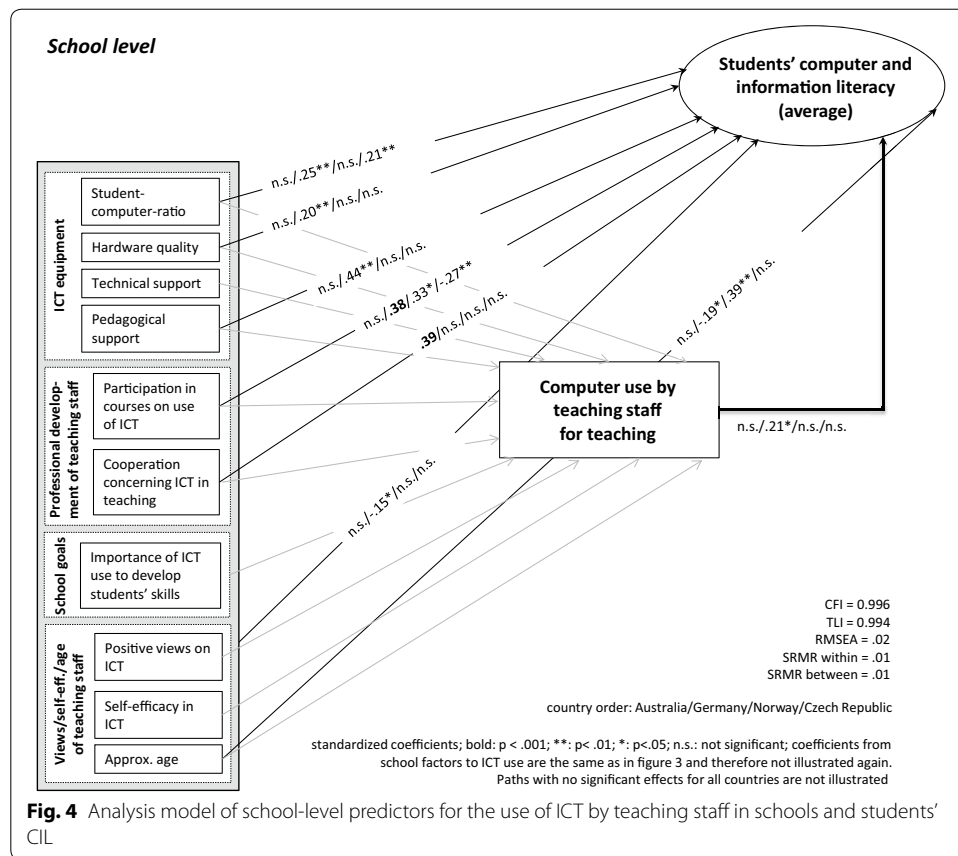 School level
Students' computer and
information literacy
(average)
n.s./.25**/n.s./.21**
n.s./.20**/n.s./n.s.
n.s./.44**/n.s./n.s.
n.s./.38/.33*/-.27**
.39/n.s./n.s./n.s.
n.s./-.15*/n.s./n.s.
n.s./-.19*/.39**/n.s.
n.s./.21*/n.s./n.s.
ICT equipment
Student-
computer-ratio
Hardware quality
Technical support
Pedagogical
support
Professional develop-
ment of teaching staff
Participation in
courses on use of
ICT
Cooperation
concerning ICT in
teaching
School goals
Importance of ICT
use to develop
students' skills
Views/self-eff./age
of teaching staff
Positive views on
ICT
Self-efficacy in
ICT
Approx. age
Computer use by
teaching staff
for teaching
CFI = 0.996
TLI = 0.994
RMSEA = .02
SRMR within = .01
SRMR between = .01
country order: Australia/Germany/Norway/Czech Republic
standardized coefficients; bold: p < .001; **: p< .01; *: p<.05; n.s.: not significant; coefficients from
school factors to ICT use are the same as in figure 3 and therefore not illustrated again.
Paths with no significant effects for all countries are not illustrated
Fig. 4 Analysis model of school-level predictors for the use of ICT by teaching staff in schools and students'
CIL